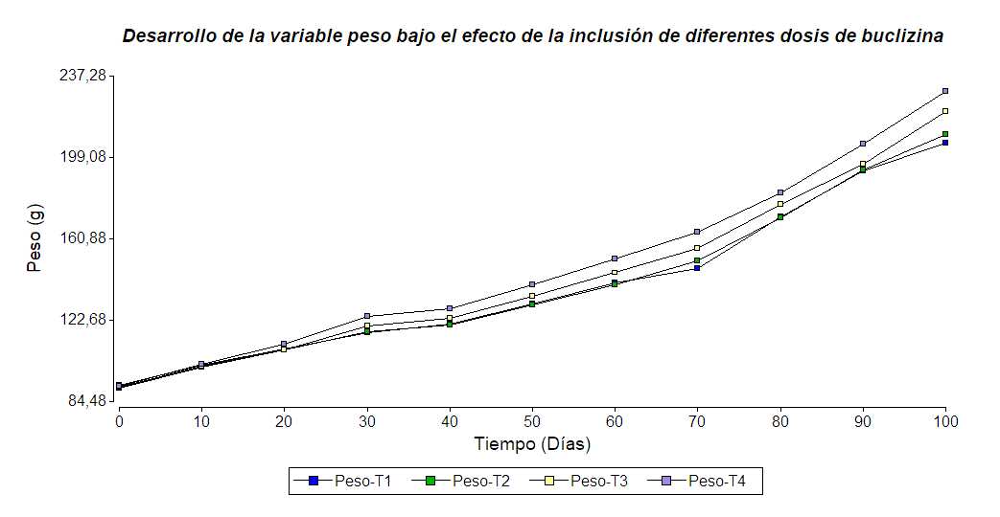 Desarrollo de la variable peso bajo el efecto de la inclusión de diferentes dosis de buclizina
237,28
199,08
160,88
122,68
84,48
Peso (g)
0 10 20 30 40 50 60 70 80 90 100
Tiempo (Días)
Peso-T1 Peso-T2 Peso-T3 Peso-T4